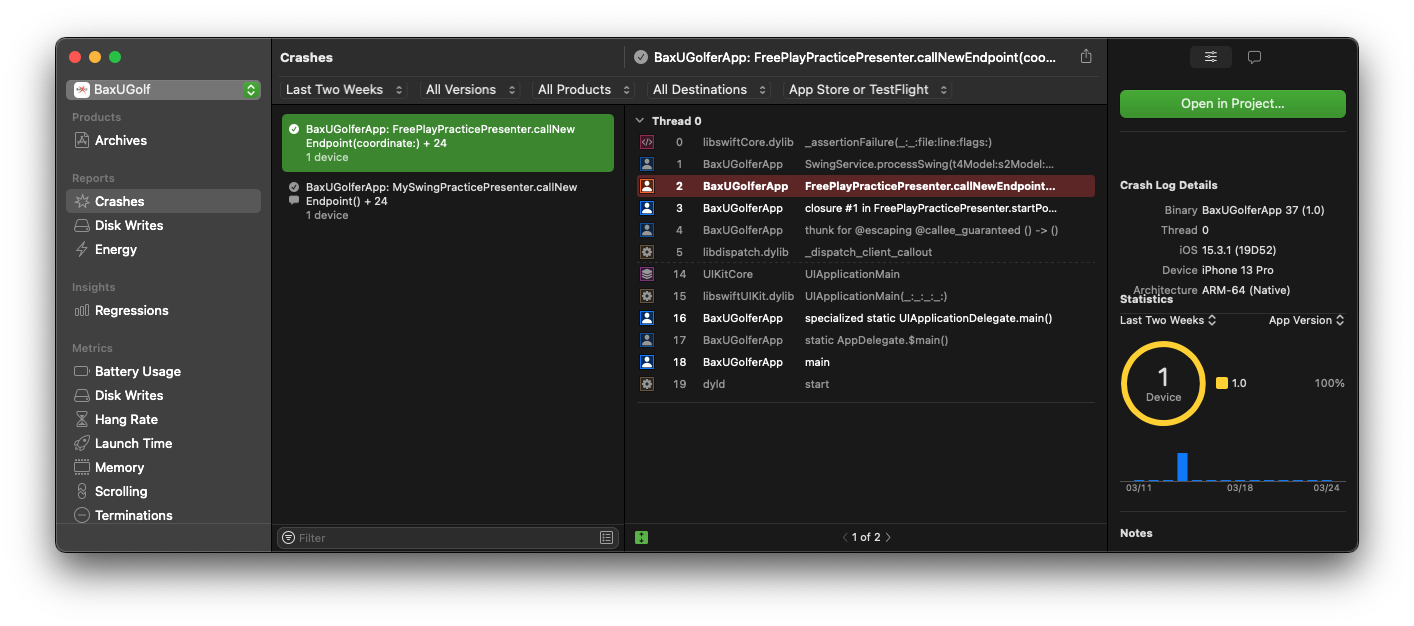 BaxUGolf
Products
Archives
Reports
Crashes
Disk Writes
Energy
Insights
Regressions
Metrics
Battery Usage
Disk Writes
Hang Rate
Launch Time
Memory
Scrolling
Terminations
Crashes
Last Two Weeks All Versions All Products All Destinations App Store or TestFlight
BaxUGolferApp: FreePlayPracticePresenter.callNew
Endpoint(coordinate:) + 24
1 device
BaxUGolferApp: MySwingPracticePresenter.callNew
Endpoint() + 24
1 device
Filter
BaxUGolferApp: FreePlayPracticePresenter.callNewEndpoint(coo...
Thread 0
0 libswiftCore.dylib _assertionFailure(_:_:file:line:flags:)
1 BaxUGolferApp SwingService.processSwing(t4Model:s2Model:...
2 BaxUGolferApp FreePlayPracticePresenter.callNewEndpoint...
3 BaxUGolferApp closure #1 in FreePlayPracticePresenter.startPo...
4 BaxUGolferApp thunk for @escaping @callee_guaranteed () -> ()
5 libdispatch.dylib _dispatch_client_callout
14 UIKitCore UIApplicationMain
15 libswiftUIKit.dylib UIApplicationMain(_:_:_:_:)
16 BaxUGolferApp specialized static UIApplicationDelegate.main()
17 BaxUGolferApp static AppDelegate.$main()
18 BaxUGolferApp main
19 dyld start
1 of 2
Open in Project...
Crash Log Details
Binary BaxUGolferApp 37 (1.0)
Thread 0
iOS 15.3.1 (19D52)
Device iPhone 13 Pro
Architecture ARM-64 (Native)
Statistics
Last Two Weeks App Version
1
Device
1.0 100%
03/11 03/18 03/24
Notes